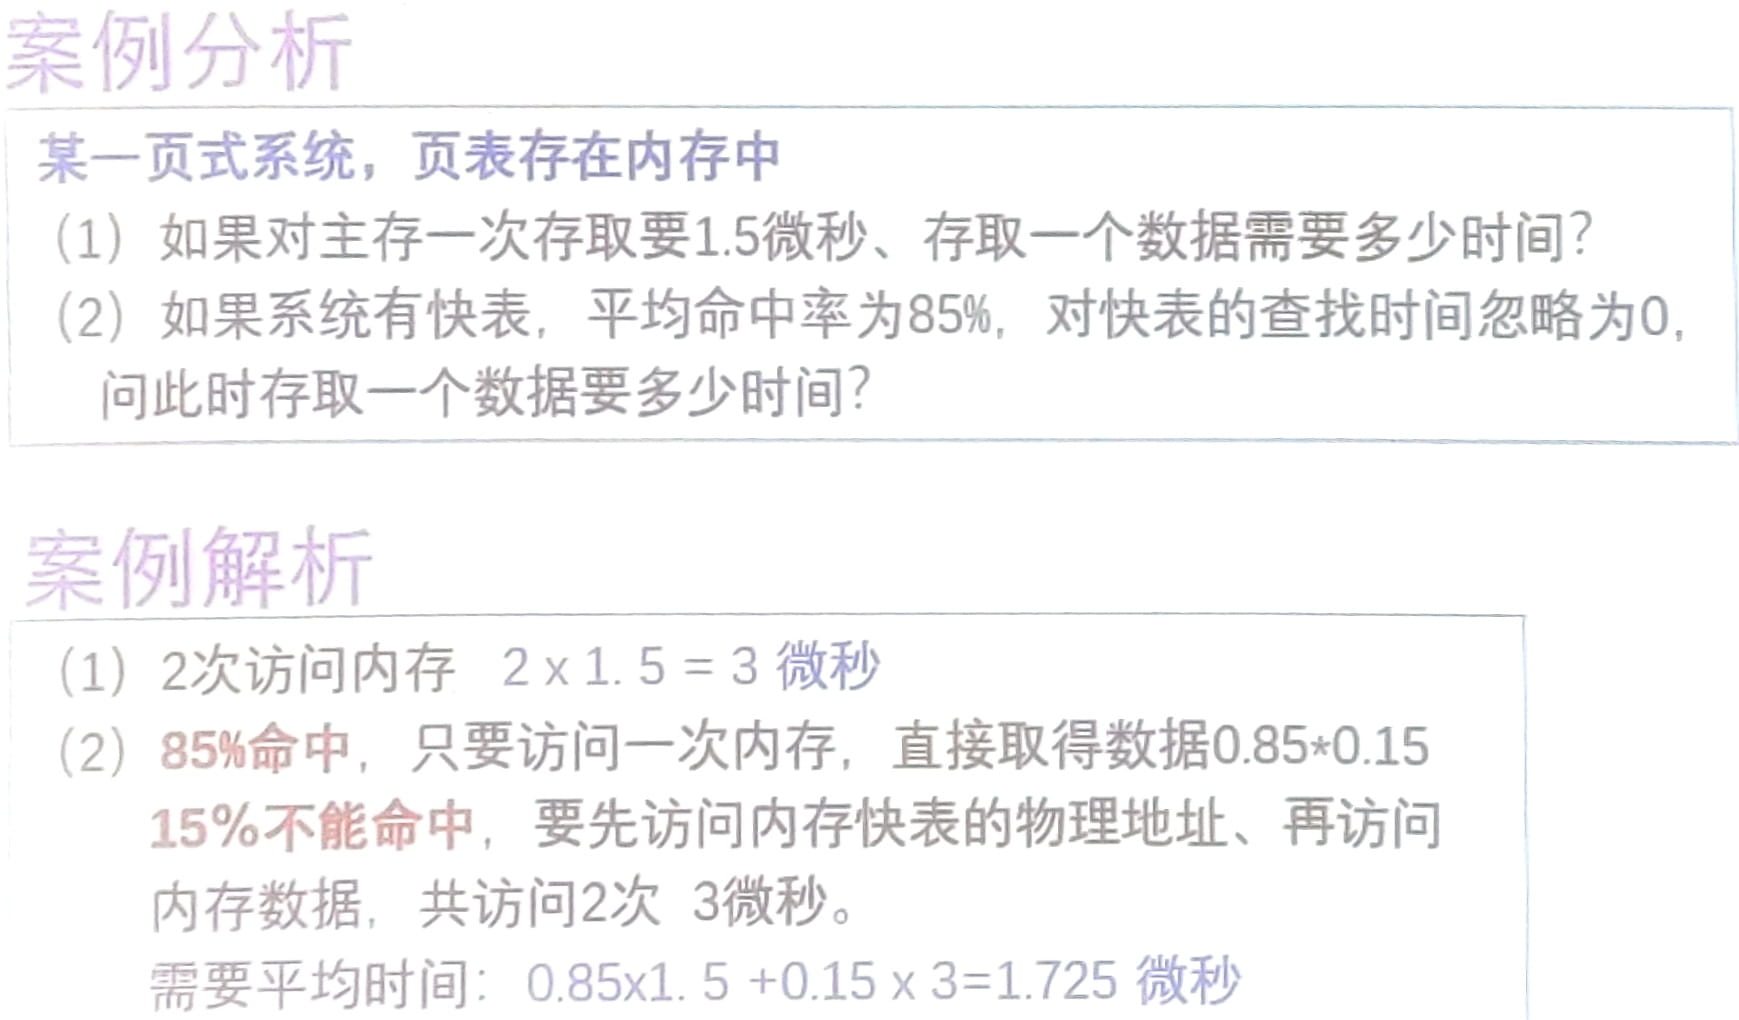 案例分析
某一页式系统，页表存在内存中
（1）如果对主存一次存取要1.5微秒、存取一个数据需要多少时间？
（2）如果系统有快表，平均命中率为85%，对快表的查找时间忽略为0，
问此时存取一个数据要多少时间？
案例解析
（1）2次访问内存 2 x 1. 5 = 3 微秒
（2）85%命中，只要访问一次内存，直接取得数据0.85*0.15
15%不能命中，要先访问内存快表的物理地址、再访问
内存数据，共访问2次 3微秒。
需要平均时间：0.85x1. 5 +0.15 x 3=1.725 微秒